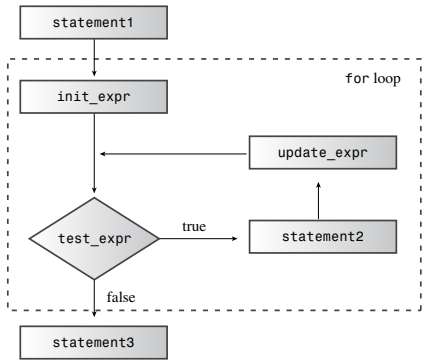 statement1
for loop
init_expr
update_expr
test_expr
true
statement2
false
statement3